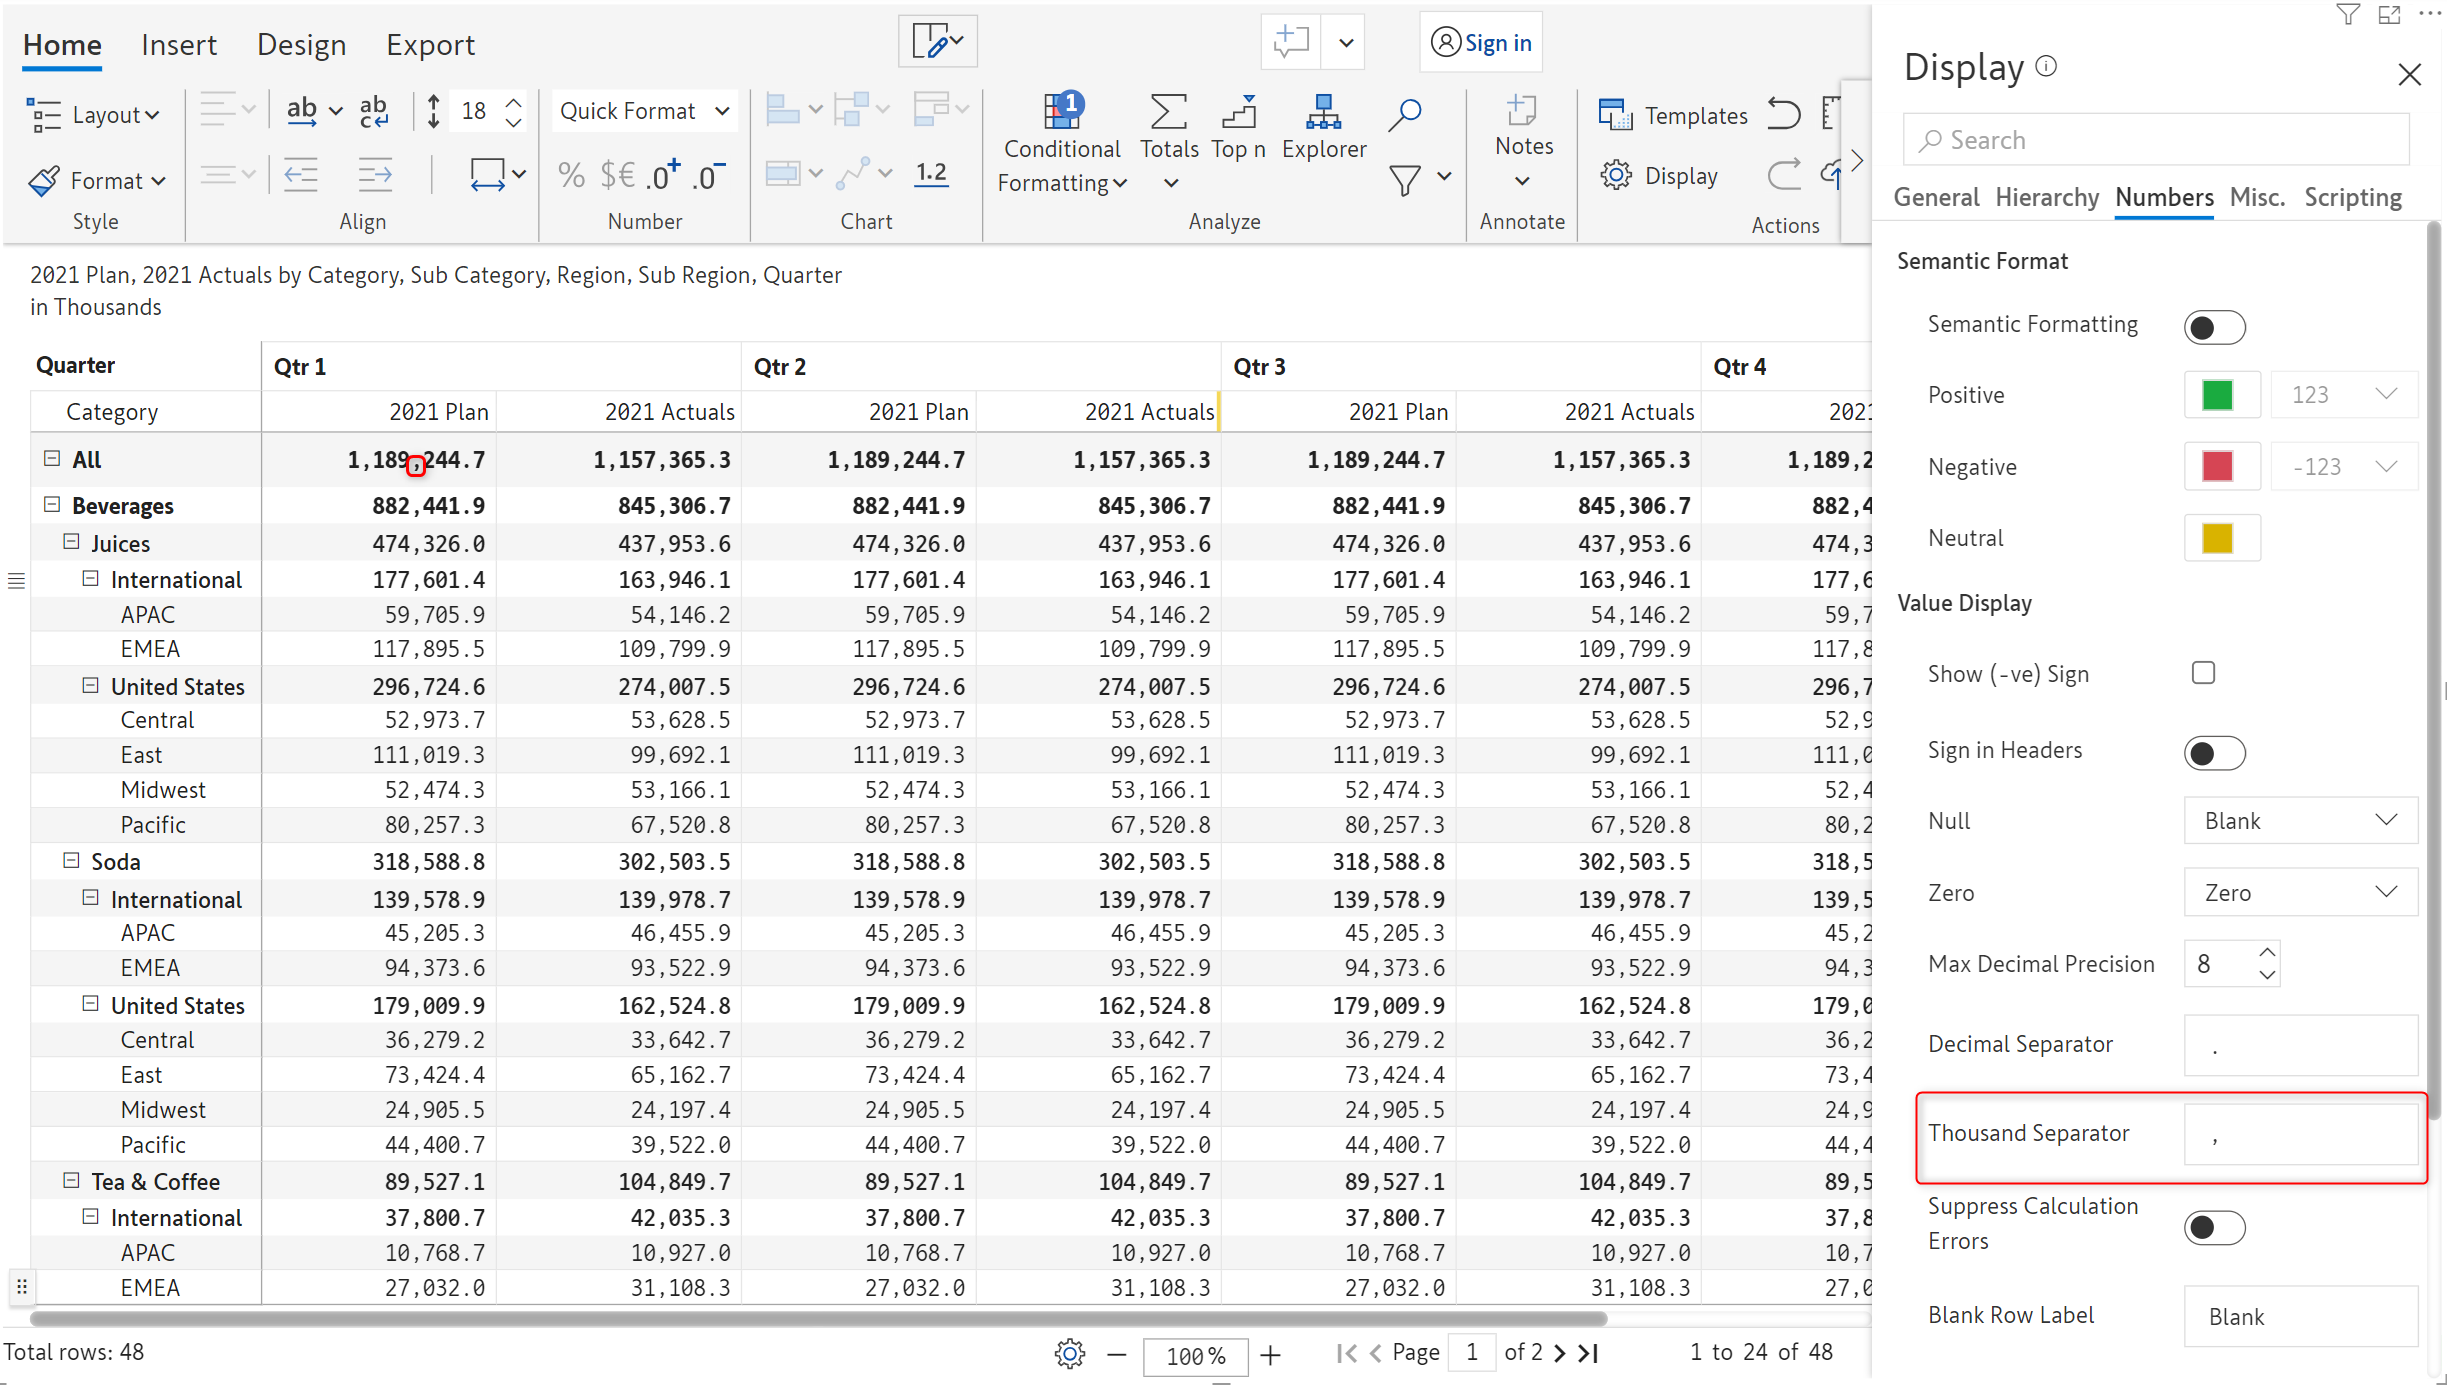 Home Insert Design Export
Sign in
Layout
Format
Style
ab
ab
c
18
Align
Quick Format
% $€ .0+ .0-
Number
1.2
Chart
1
Conditional
Formatting
Totals
Top n
Explorer
Analyze
Notes
Annotate
Templates
Display
Actions
2021 Plan, 2021 Actuals by Category, Sub Category, Region, Sub Region, Quarter
in Thousands
Quarter Qtr 1 Qtr 2 Qtr 3 Qtr 4
Category 2021 Plan 2021 Actuals 2021 Plan 2021 Actuals 2021 Plan 2021 Actuals 2021
All 1,189,244.7 1,157,365.3 1,189,244.7 1,157,365.3 1,189,244.7 1,157,365.3 1,189,2
Beverages 882,441.9 845,306.7 882,441.9 845,306.7 882,441.9 845,306.7 882,4
Juices 474,326.0 437,953.6 474,326.0 437,953.6 474,326.0 437,953.6 474,3
International 177,601.4 163,946.1 177,601.4 163,946.1 177,601.4 163,946.1 177,6
APAC 59,705.9 54,146.2 59,705.9 54,146.2 59,705.9 54,146.2 59,7
EMEA 117,895.5 109,799.9 117,895.5 109,799.9 117,895.5 109,799.9 117,8
United States 296,724.6 274,007.5 296,724.6 274,007.5 296,724.6 274,007.5 296,7
Central 52,973.7 53,628.5 52,973.7 53,628.5 52,973.7 53,628.5 52,9
East 111,019.3 99,692.1 111,019.3 99,692.1 111,019.3 99,692.1 111,0
Midwest 52,474.3 53,166.1 52,474.3 53,166.1 52,474.3 53,166.1 52,4
Pacific 80,257.3 67,520.8 80,257.3 67,520.8 80,257.3 67,520.8 80,2
Soda 318,588.8 302,503.5 318,588.8 302,503.5 318,588.8 302,503.5 318,5
International 139,578.9 139,978.7 139,578.9 139,978.7 139,578.9 139,978.7 139,5
APAC 45,205.3 46,455.9 45,205.3 46,455.9 45,205.3 46,455.9 45,2
EMEA 94,373.6 93,522.9 94,373.6 93,522.9 94,373.6 93,522.9 94,3
United States 179,009.9 162,524.8 179,009.9 162,524.8 179,009.9 162,524.8 179,0
Central 36,279.2 33,642.7 36,279.2 33,642.7 36,279.2 33,642.7 36,2
East 73,424.4 65,162.7 73,424.4 65,162.7 73,424.4 65,162.7 73,4
Midwest 24,905.5 24,197.4 24,905.5 24,197.4 24,905.5 24,197.4 24,9
Pacific 44,400.7 39,522.0 44,400.7 39,522.0 44,400.7 39,522.0 44,4
Tea & Coffee 89,527.1 104,849.7 89,527.1 104,849.7 89,527.1 104,849.7 89,5
International 37,800.7 42,035.3 37,800.7 42,035.3 37,800.7 42,035.3 37,8
APAC 10,768.7 10,927.0 10,768.7 10,927.0 10,768.7 10,927.0 10,7
EMEA 27,032.0 31,108.3 27,032.0 31,108.3 27,032.0 31,108.3 27,0
Total rows: 48
100%
Page 1 of 2
1 to 24 of 48
Display
Search
General Hierarchy Numbers Misc. Scripting
Semantic Format
Semantic Formatting
Positive 123
Negative -123
Neutral
Value Display
Show (-ve) Sign
Sign in Headers
Null Blank
Zero Zero
Max Decimal Precision 8
Decimal Separator .
Thousand Separator ,
Suppress Calculation
Errors
Blank Row Label Blank